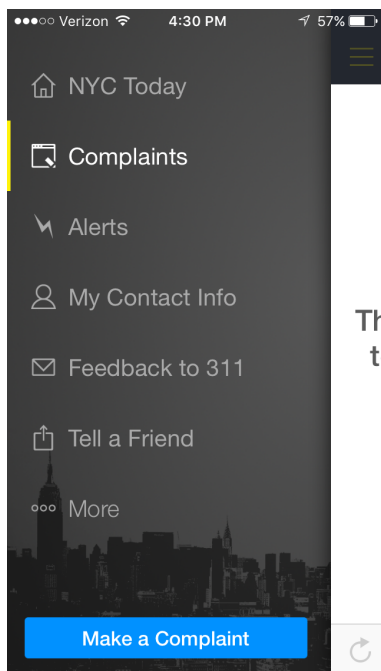 Verizon 4:30 PM 57%
NYC Today
Complaints
Alerts
My Contact Info
Th
Feedback to 311
t
Tell a Friend
More
Make a Complaint